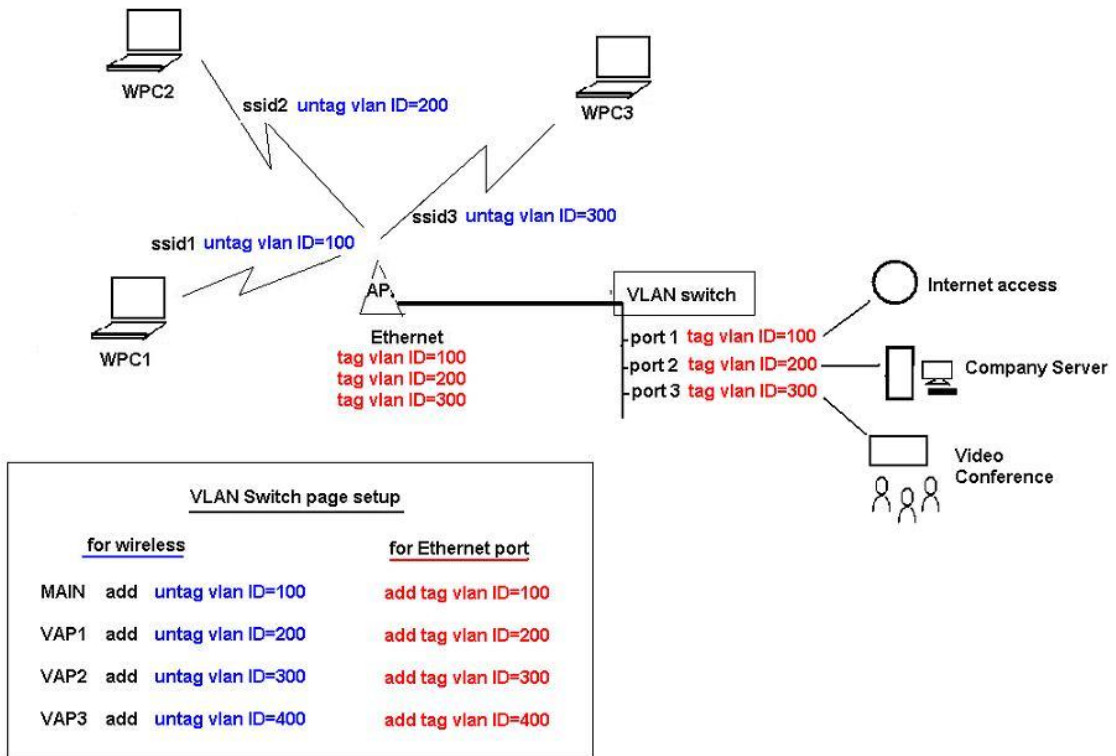 WPC2
ssid2 untag vlan ID=200
WPC3
ssid3 untag vlan ID=300
ssid1 untag vlan ID=100
WPC1
AP
Ethernet
tag vlan ID=100
tag vlan ID=200
tag vlan ID=300
VLAN switch
port 1 tag vlan ID=100
port 2 tag vlan ID=200
port 3 tag vlan ID=300
Internet access
Company Server
Video
Conference
VLAN Switch page setup
for wireless for Ethernet port
MAIN add untag vlan ID=100 add tag vlan ID=100
VAP1 add untag vlan ID=200 add tag vlan ID=200
VAP2 add untag vlan ID=300 add tag vlan ID=300
VAP3 add untag vlan ID=400 add tag vlan ID=400